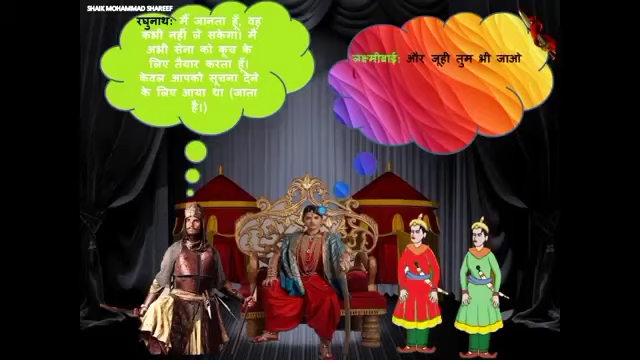 SHAIK MOHAMMAD SHAREEF
रघुनाथ: मैं जानता हूँ, वह
कभी नहीं ले सकेगा। मैं
अभी सेना को कूच के
लिए तैयार करता हूँ।
केवल आपको सूचना देने
के लिए आया था (जाता
है।)
लक्ष्मीबाई: और जूही तुम भी जाओ